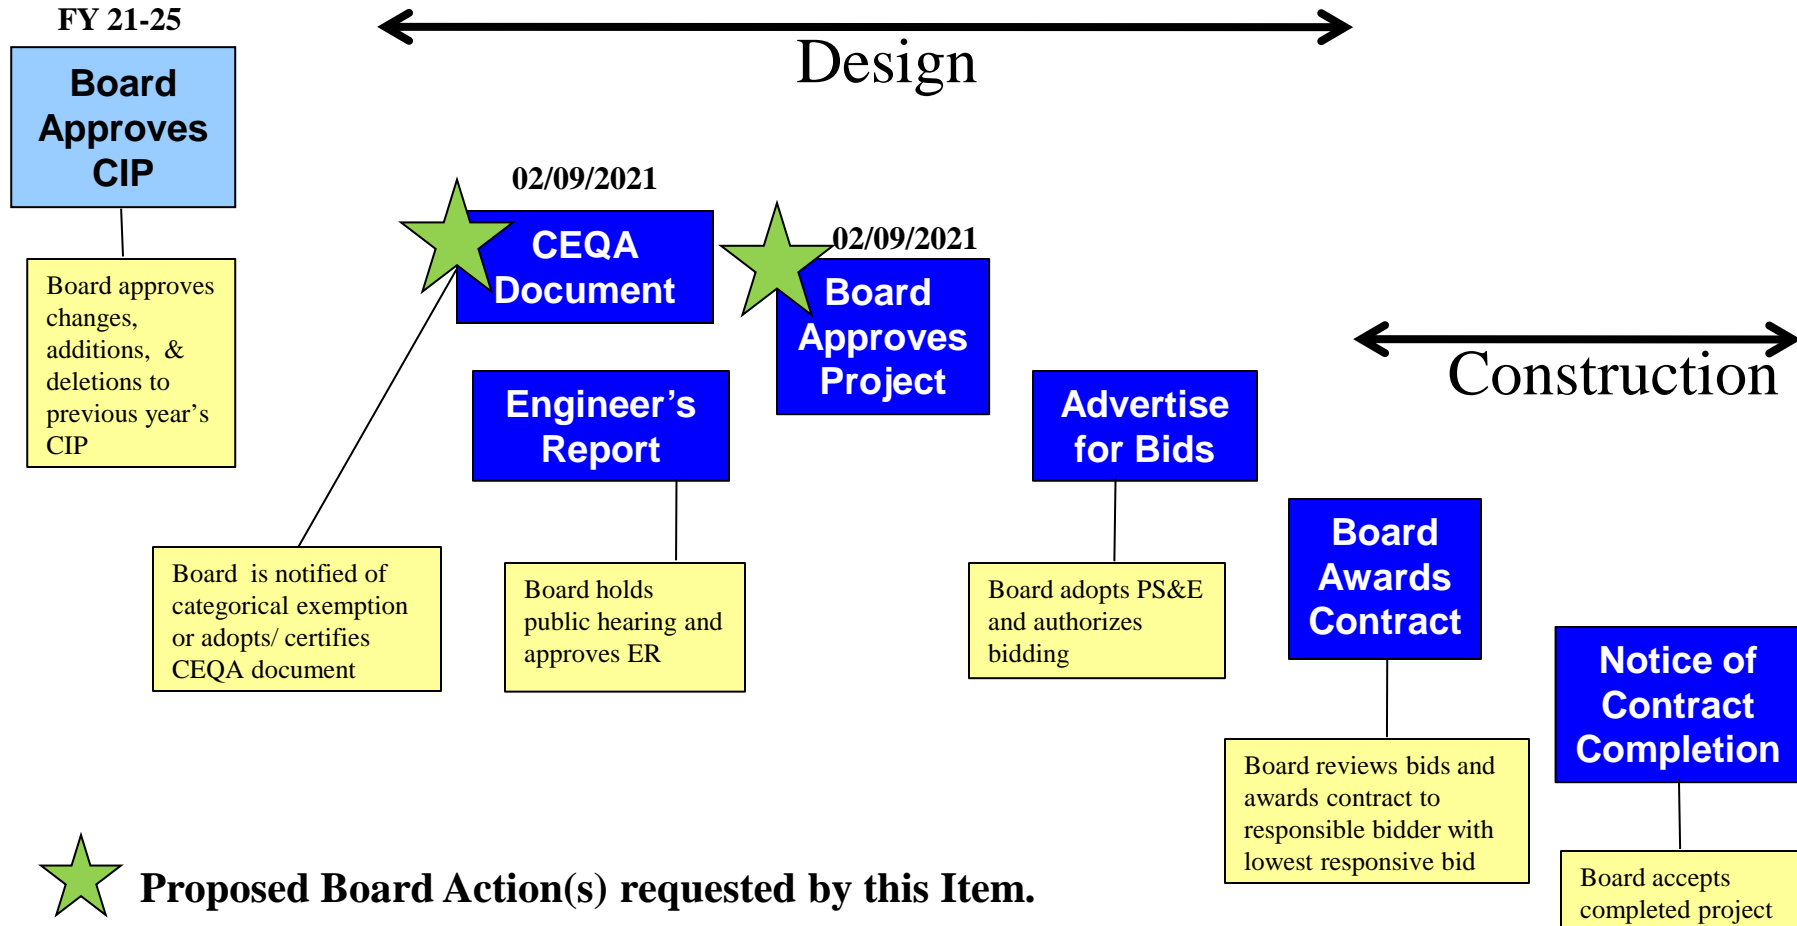 FY 21-25
Board
Approves
CIP
Board approves
changes,
additions, &
deletions to
previous year’s
CIP
Design
02/09/2021
CEQA
Document
Board is notified of
categorical exemption
or adopts/ certifies
CEQA document
Engineer’s
Report
Board holds
public hearing and
approves ER
02/09/2021
Board
Approves
Project
Advertise
for Bids
Board adopts PS&E
and authorizes
bidding
Construction
Board
Awards
Contract
Board reviews bids and
awards contract to
responsible bidder with
lowest responsive bid
Notice of
Contract
Completion
Board accepts
completed project
Proposed Board Action(s) requested by this Item.